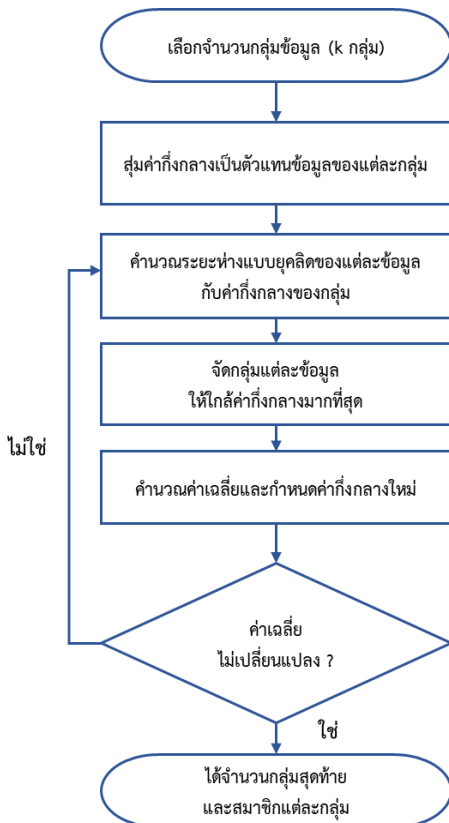 เลือกจำนวนกลุ่มข้อมูล (k กลุ่ม)
สุ่มค่ากึ่งกลางเป็นตัวแทนข้อมูลของแต่ละกลุ่ม
คำนวณระยะห่างแบบยุคลิดของแต่ละข้อมูล
กับค่ากึ่งกลางของกลุ่ม
จัดกลุ่มแต่ละข้อมูล
ให้ใกล้ค่ากึ่งกลางมากที่สุด
ไม่ใช่
คำนวณค่าเฉลี่ยและกำหนดค่ากึ่งกลางใหม่
ค่าเฉลี่ย
ไม่เปลี่ยนแปลง ?
ใช่
ได้จำนวนกลุ่มสุดท้าย
และสมาชิกแต่ละกลุ่ม